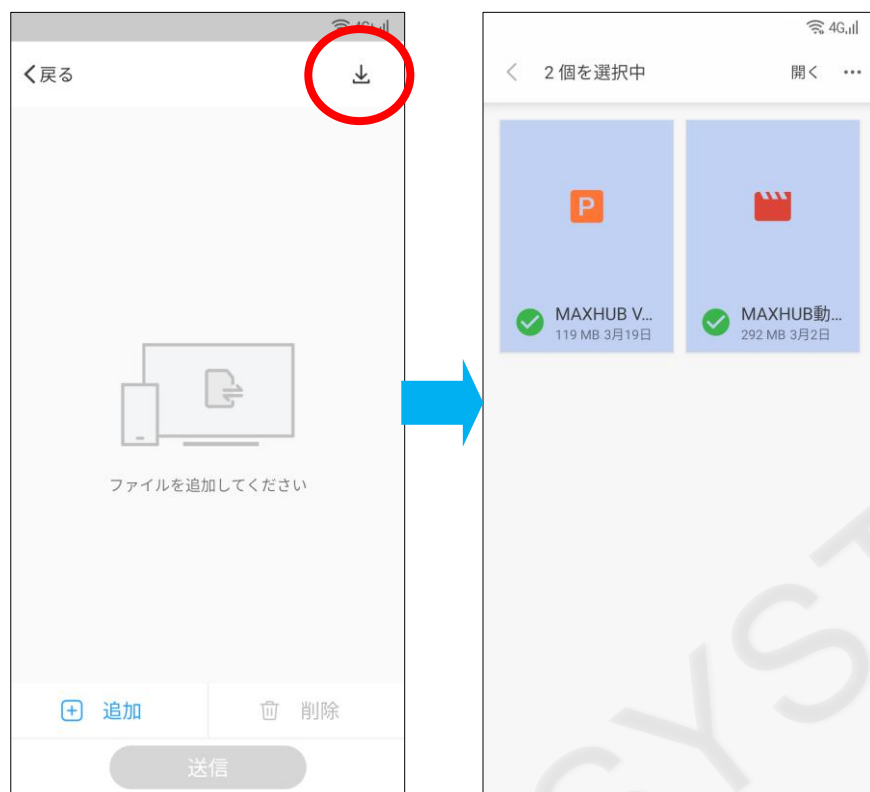 く戻る
ファイルを追加してください
追加
削除
送信
4G
2 個を選択中
開く ···
P
MAXHUB V...
119 MB 3月19日
MAXHUB動...
292 MB 3月2日
SYST